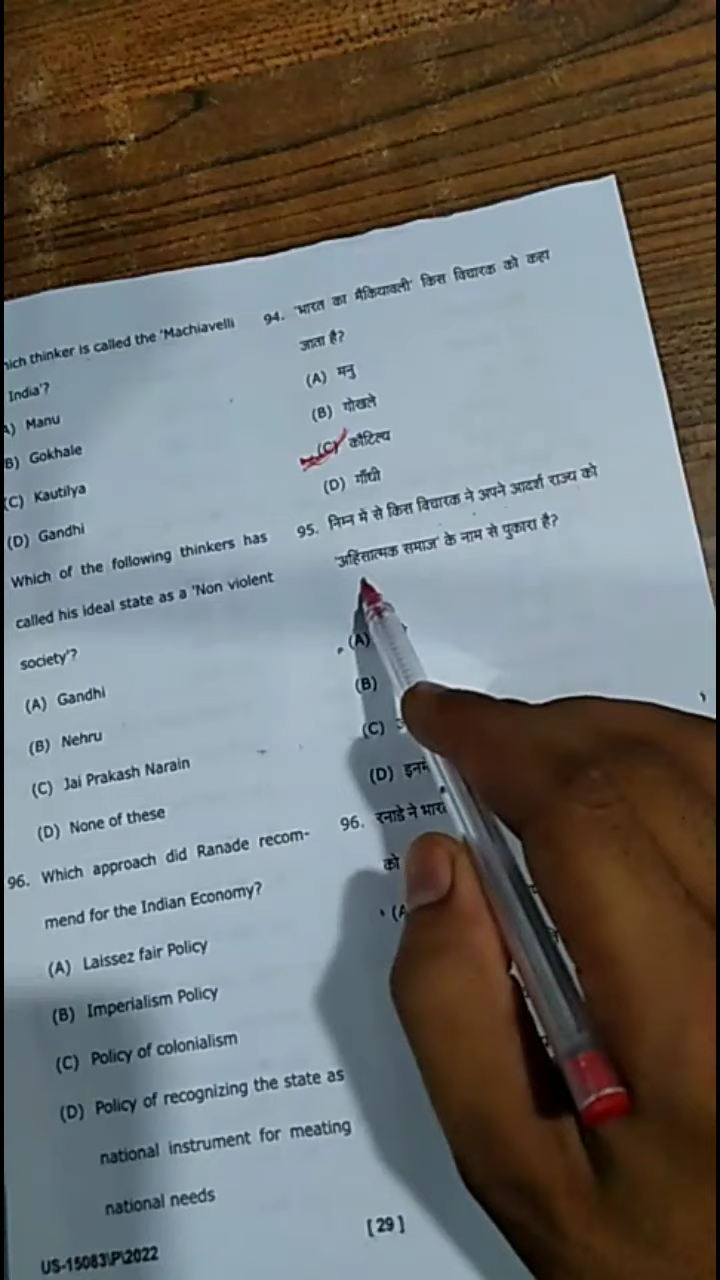 thinker is called the 'Machiavelli
India'?
Manu
B) Gokhale
(C) Kautilya
(D) Gandhi
Which of the following thinkers has
called his ideal state as a 'Non violent
society'?
(A) Gandhi
(B) Nehru
(C) Jai Prakash Narain
(D) None of these
96. Which approach did Ranade recom-
mend for the Indian Economy?
(A) Laissez fair Policy
(B) Imperialism Policy
(C) Policy of colonialism
(D) Policy of recognizing the state as
national instrument for meating
national needs
94. 'भारत का मैकियावली' किस विचारक को कहा
जाता है?
(A) मनु
(B) गोखले
(C) कौटिल्य
(D) गाँधी
95. निम्न में से किस विचारक ने अपने आदर्श राज्य को
'अहिंसात्मक समाज' के नाम से पुकारा है?
(A)
(B)
(C)
(D)
96. रनाडे ने
को
(A
[29]
US-15083\P\2022